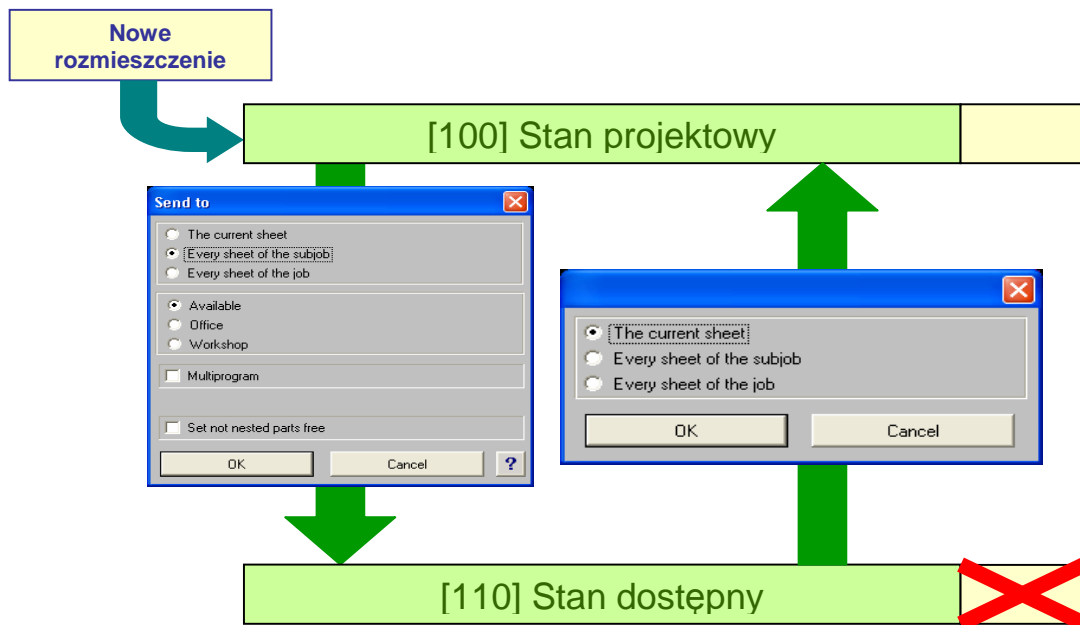 Nowe
rozmieszczenie
[100] Stan projektowy
Send to
The current sheet
Every sheet of the subjob
Every sheet of the job
Available
Office
Workshop
Multiprogram
Set not nested parts free
OK Cancel ?
The current sheet
Every sheet of the subjob
Every sheet of the job
OK Cancel
[110] Stan dostępny